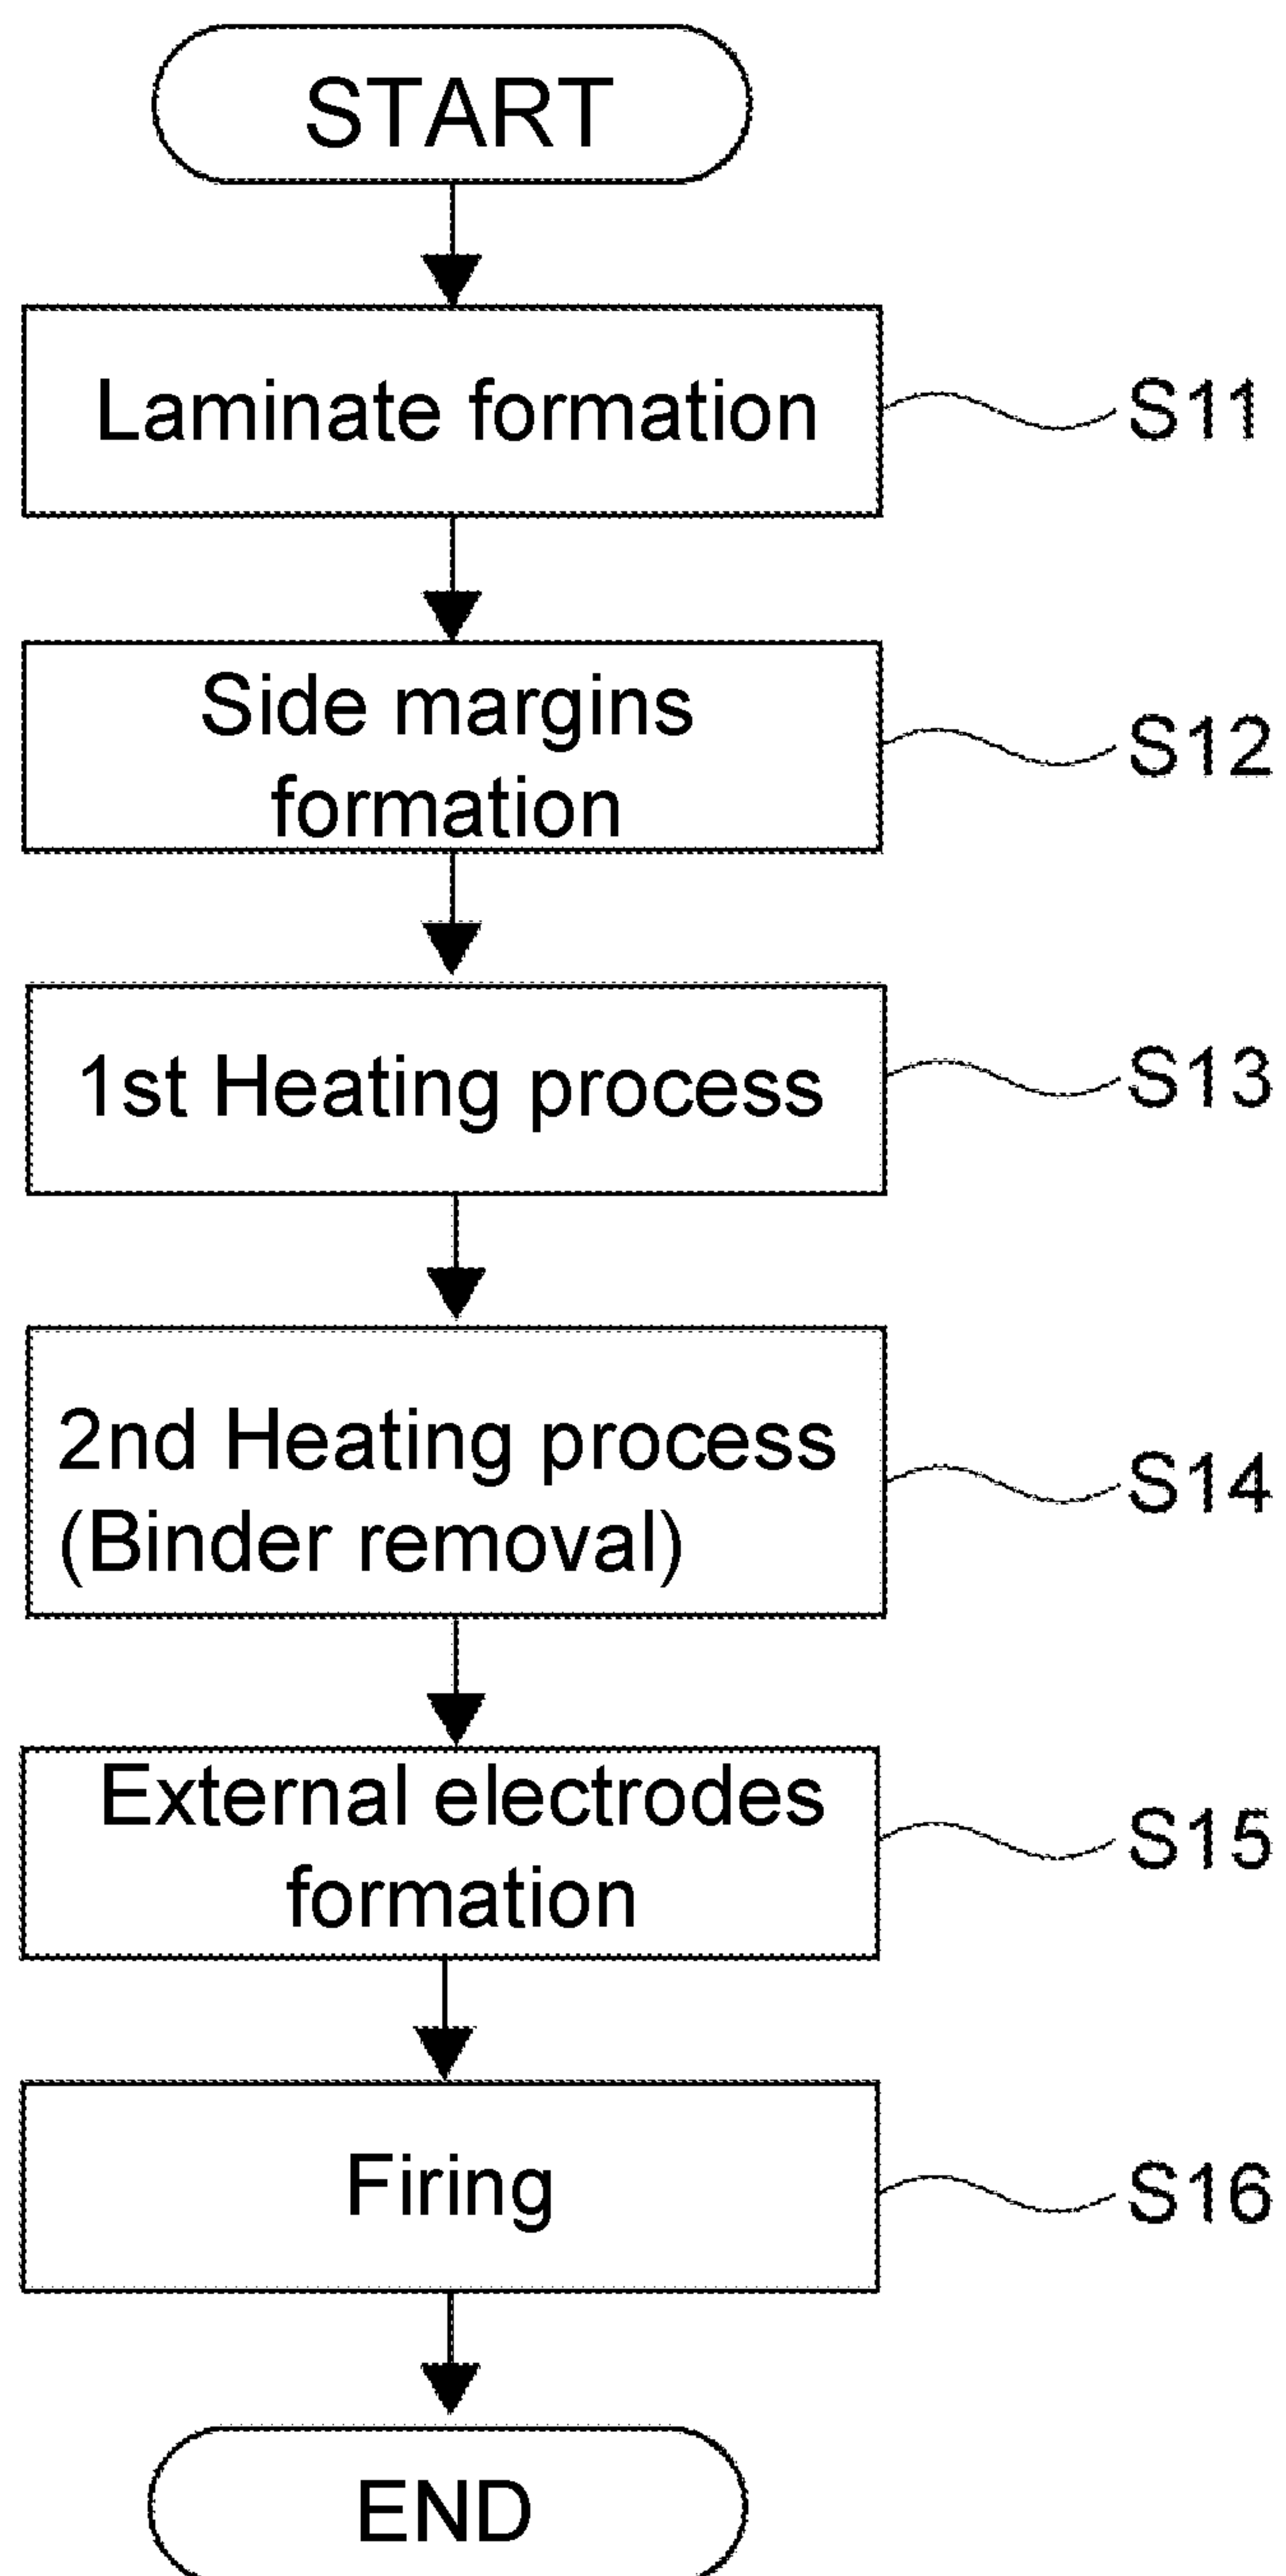 START
Laminate formation
S11
Side margins
formation
S12
1st Heating process
S13
2nd Heating process
(Binder removal)
S14
External electrodes
formation
S15
Firing
S16
END